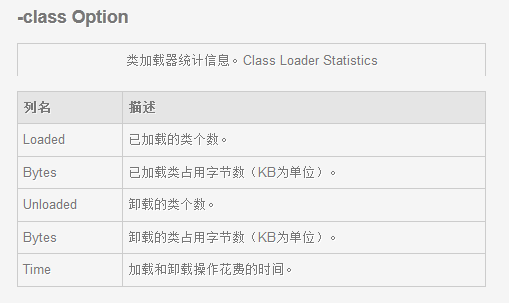 -class Option
类加载器统计信息。Class Loader Statistics
列名 描述
Loaded 已加载的类个数。
Bytes 已加载类占用字节数（KB为单位）。
Unloaded 卸载的类个数。
Bytes 卸载的类占用字节数（KB为单位）。
Time 加载和卸载操作花费的时间。